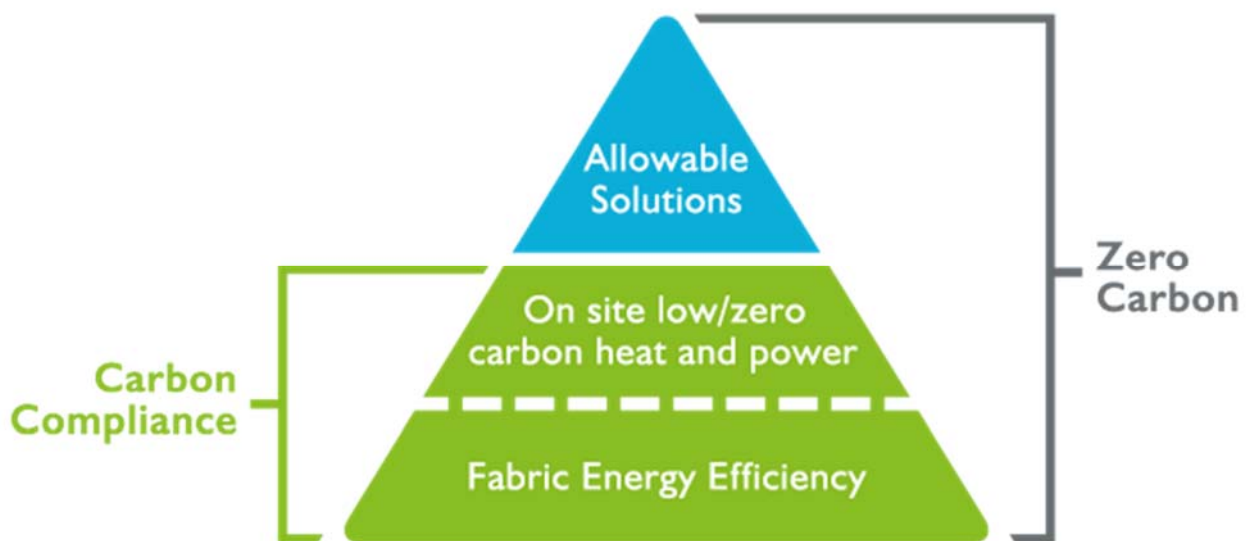 Allowable
Solutions
On site low/zero
carbon heat and power
Fabric Energy Efficiency
Carbon
Compliance
Zero
Carbon